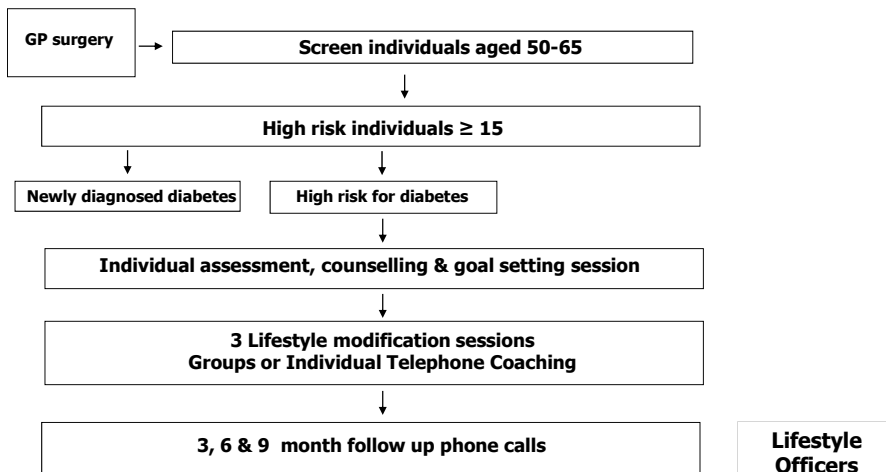 GP surgery
Screen individuals aged 50-65
High risk individuals ≥ 15
Newly diagnosed diabetes
High risk for diabetes
Individual assessment, counselling & goal setting session
3 Lifestyle modification sessions
Groups or Individual Telephone Coaching
3, 6 & 9 month follow up phone calls
Lifestyle
Officers